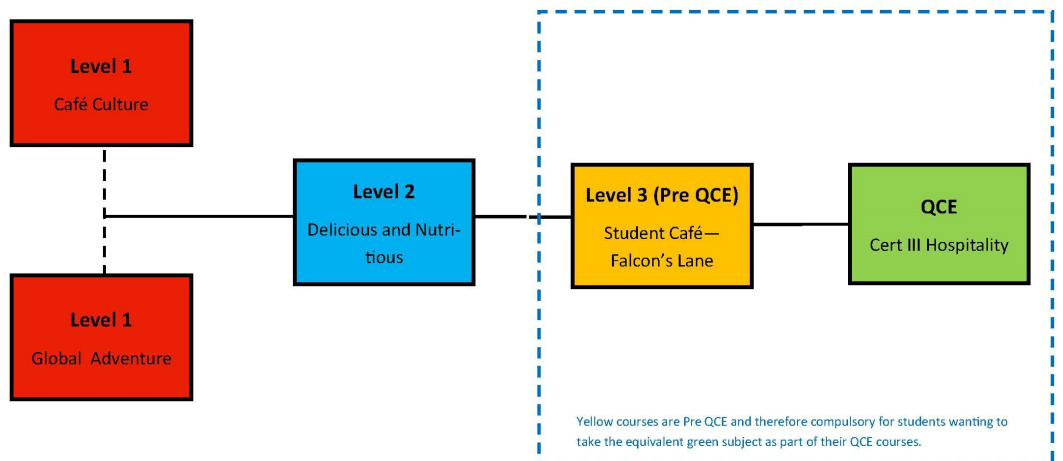 Level 1
Café Culture
Level 1
Global Adventure
Level 2
Delicious and Nutri-
tious
Level 3 (Pre QCE)
Student Café—
Falcon’s Lane
QCE
Cert III Hospitality
Yellow courses are Pre QCE and therefore compulsory for students wanting to
take the equivalent green subject as part of their QCE courses.